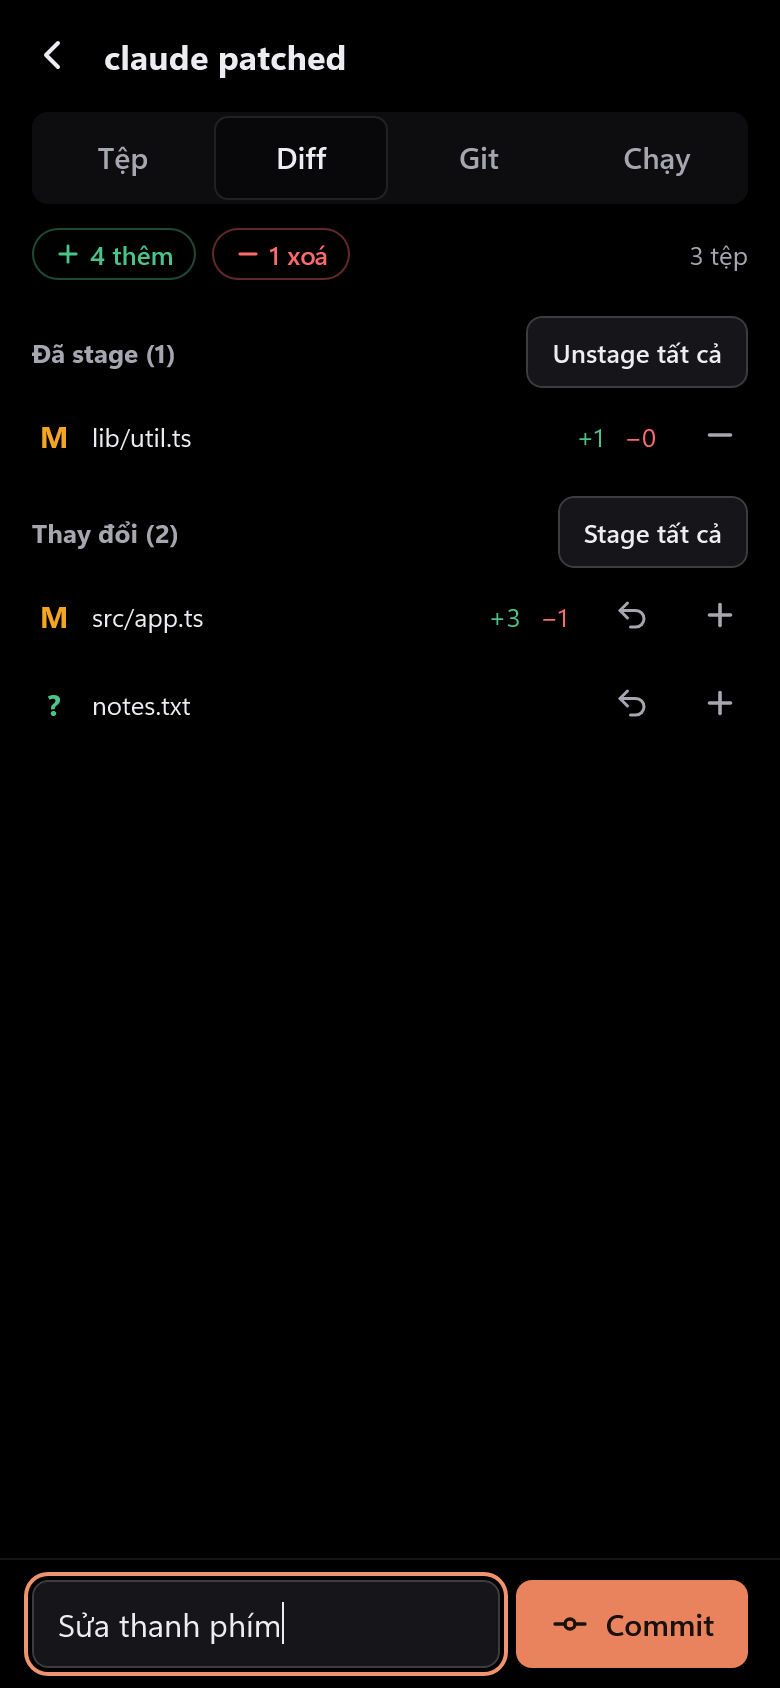 claude patched
Tệp Diff Git Chạy
+ 4 thêm − 1 xoá 3 tệp
Đã stage (1) Unstage tất cả
M lib/util.ts +1 −0 −
Thay đổi (2) Stage tất cả
M src/app.ts +3 −1 +
? notes.txt +
Sửa thanh phím Commit